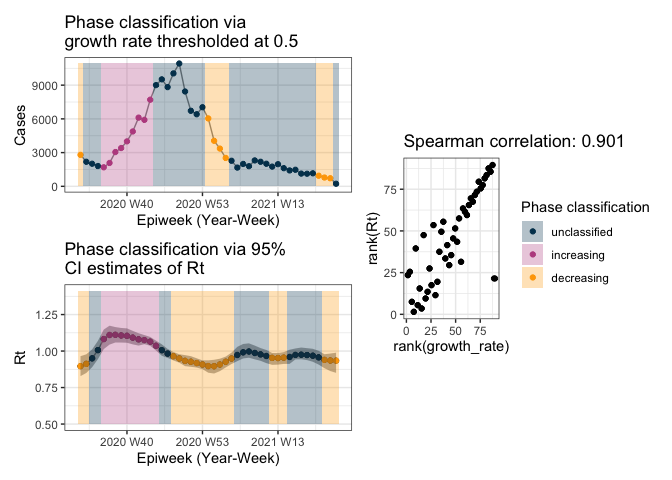 Phase classification via
growth rate thresholded at 0.5
Cases
9000
6000
3000
0
2020 W40
2020 W53
2021 W13
Epiweek (Year-Week)
Phase classification via 95%
CI estimates of Rt
Rt
1.25
1.00
0.75
0.50
2020 W40
2020 W53
2021 W13
Epiweek (Year-Week)
Spearman correlation: 0.901
rank(Rt)
75
50
25
0
0
25
50
75
rank(growth_rate)
Phase classification
unclassified
increasing
decreasing